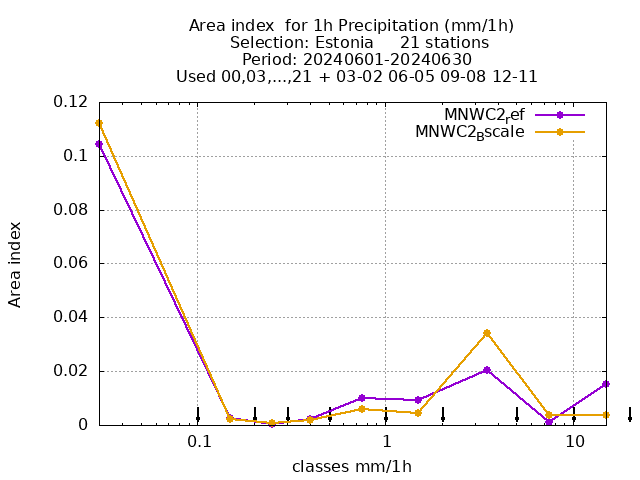 Area index  for 1h Precipitation (mm/1h)
Selection: Estonia     21 stations
Period: 20240601-20240630
Used 00,03,...,21 + 03-02 06-05 09-08 12-11
MNWC2ref
MNWC2Bscale
0.12
0.1
0.08
0.06
0.04
0.02
0
Area index
0.1
1
10
classes mm/1h